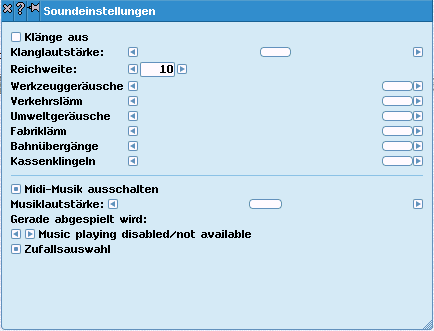 Soundeinstellungen
Klänge aus
Klanglautstärke:
Reichweite: 10
Werkzeuggeräusche
Verkehrslärm
Umweltgeräusche
Fabriklärm
Bahnübergänge
Kassenklingeln
Midi-Musik ausschalten
Musiklautstärke:
Gerade abgespielt wird:
Music playing disabled/not available
Zufallsauswahl